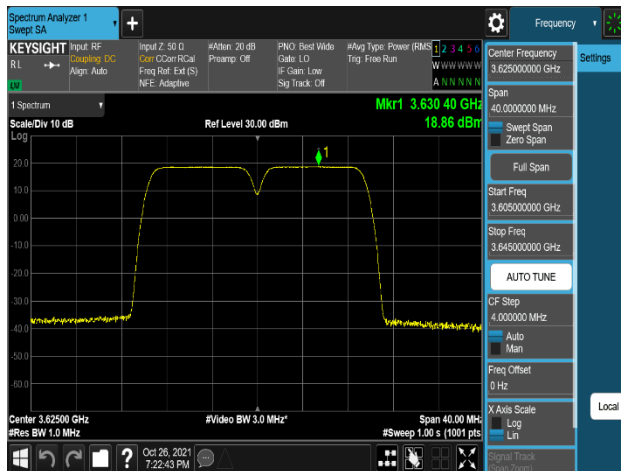 Spectrum Analyzer 1
Swept SA
+
Frequency
KEYSIGHT
RL
Input: RF
Coupling: DC
Align: Auto
Input Z: 50 Ω
Corr CCorr RCal
Freq Ref: Ext (S)
NFE: Adaptive
#Atten: 20 dB
Preamp: Off
PNO: Best Wide
Gate: LO
IF Gain: Low
Sig Track: Off
#Avg Type: Power (RMS
Trig: Free Run
1 2 3 4 5 6
W W W W W W
A N N N N N
1 Spectrum
Scale/Div 10 dB
Ref Level 30.00 dBm
Mkr1 3.630 40 GHz
18.86 dBm
Log
1
20.0
10.0
0.00
-10.0
-20.0
-30.0
-40.0
-50.0
-60.0
Center 3.62500 GHz
#Res BW 1.0 MHz
#Video BW 3.0 MHz*
Span 40.00 MHz
#Sweep 1.00 s (1001 pts)
Center Frequency
3.625000000 GHz
Settings
Span
40.0000000 MHz
Swept Span
Zero Span
Full Span
Start Freq
3.605000000 GHz
Stop Freq
3.645000000 GHz
AUTO TUNE
CF Step
4.000000 MHz
Auto
Man
Freq Offset
0 Hz
X Axis Scale
Log
Lin
Local
Signal Track
(Span Zoom)
?
Oct 26, 2021
7:22:43 PM